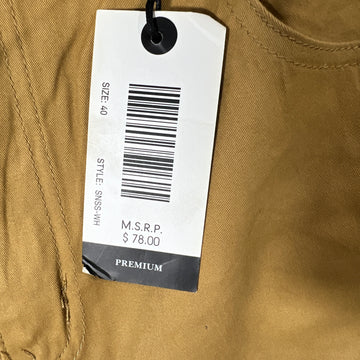 SIZE: 40
STYLE: SNSS-WH
M.S.R.P.
$ 78.00
PREMIUM